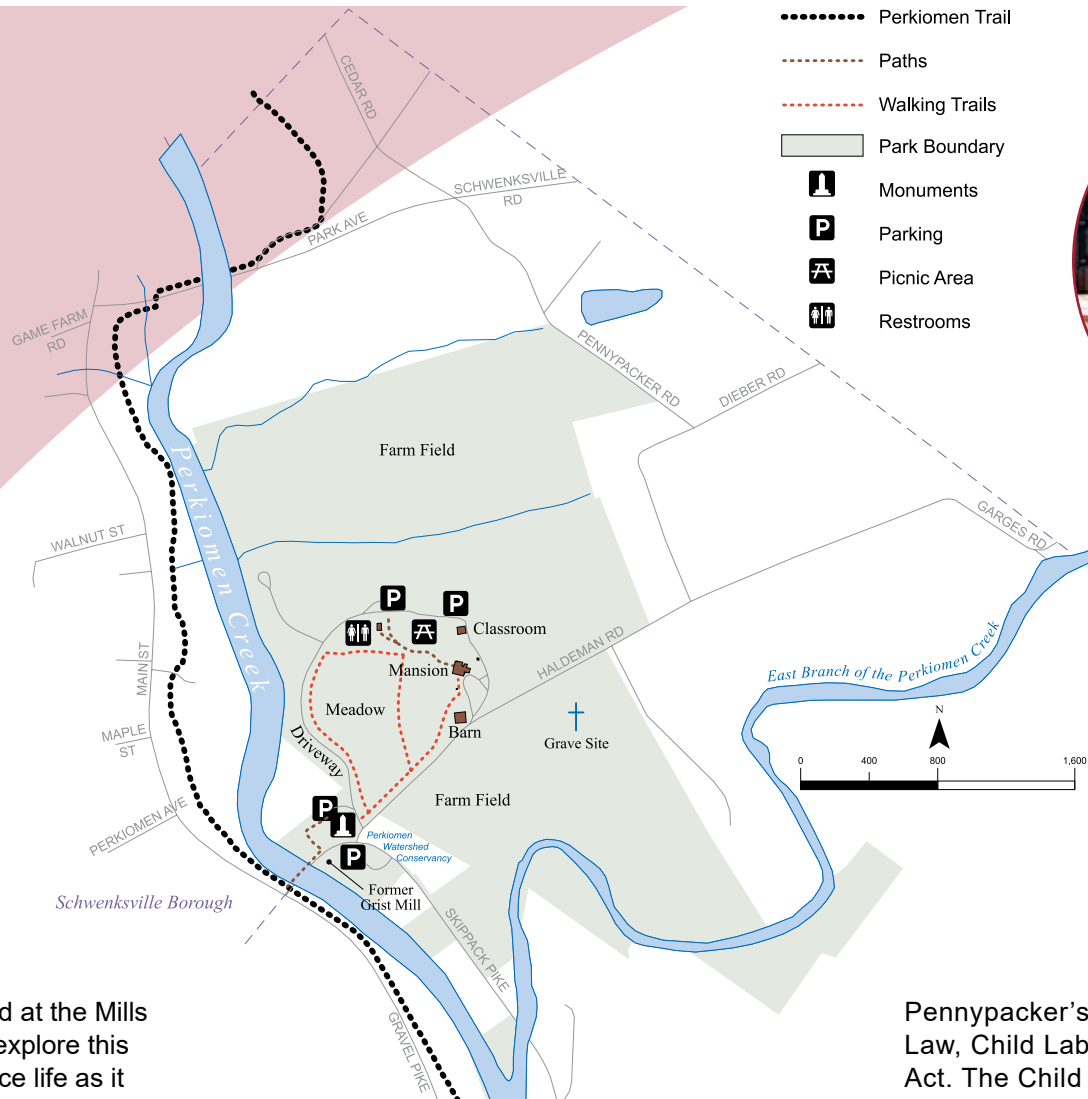 Perkiomen Trail
Paths
Walking Trails
Park Boundary
Monuments
P
Parking
Picnic Area
Restrooms
CEDAR RD
SCHWENKSVILLE
RD
PARK AVE
GAME FARM
RD
PENNYPACKER RD
DIEBER RD
Farm Field
Perkiomen Creek
WALNUT ST
GARGES RD
P
P
Classroom
Mansion
HALDEMAN RD
MAIN ST
East Branch of the Perkiomen Creek
Meadow
Barn
Grave Site
MAPLE
ST
Driveway
N
0
400
800
1,600
Farm Field
P
PERKIOMEN AVE
Perkiomen
Watershed
Conservancy
P
Former
Grist Mill
Schwenksville Borough
SKIPPACK PIKE
GRAVEL PIKE
d at the Mills
explore this
ce life as it
Pennypacker's
Law, Child Lab
Act. The Child